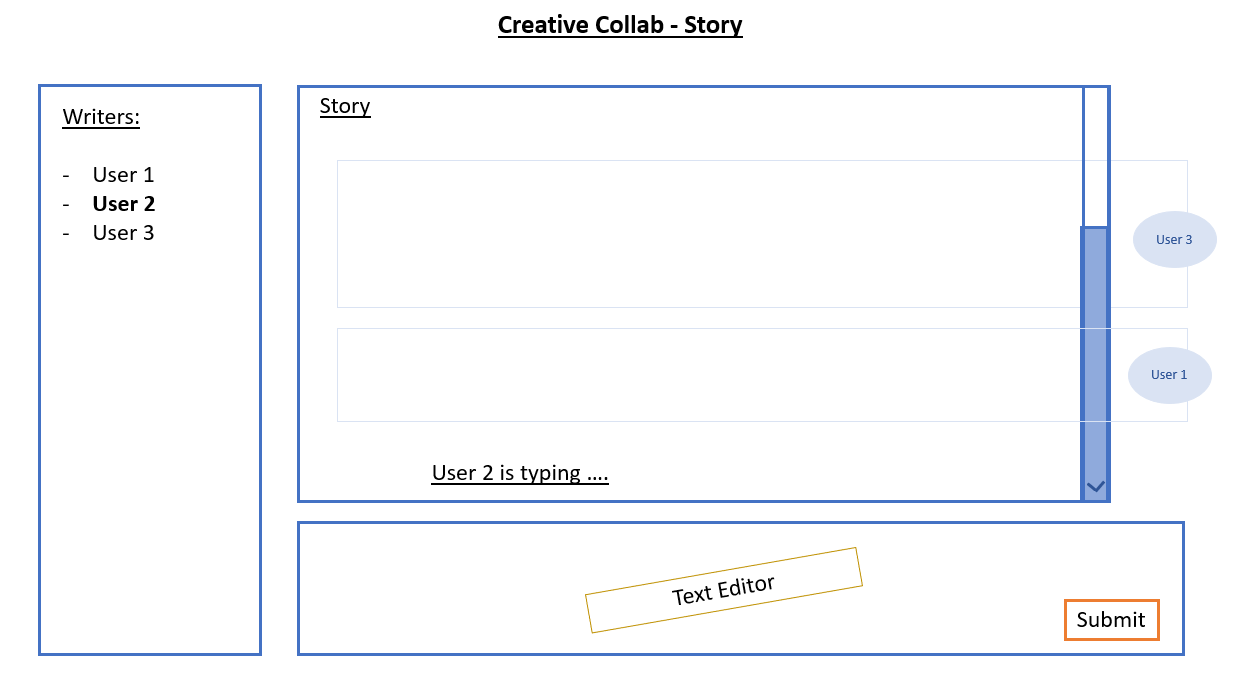 Creative Collab - Story
Writers:
- User 1
- User 2
- User 3
Story
User 3
User 1
User 2 is typing ....
Text Editor
Submit